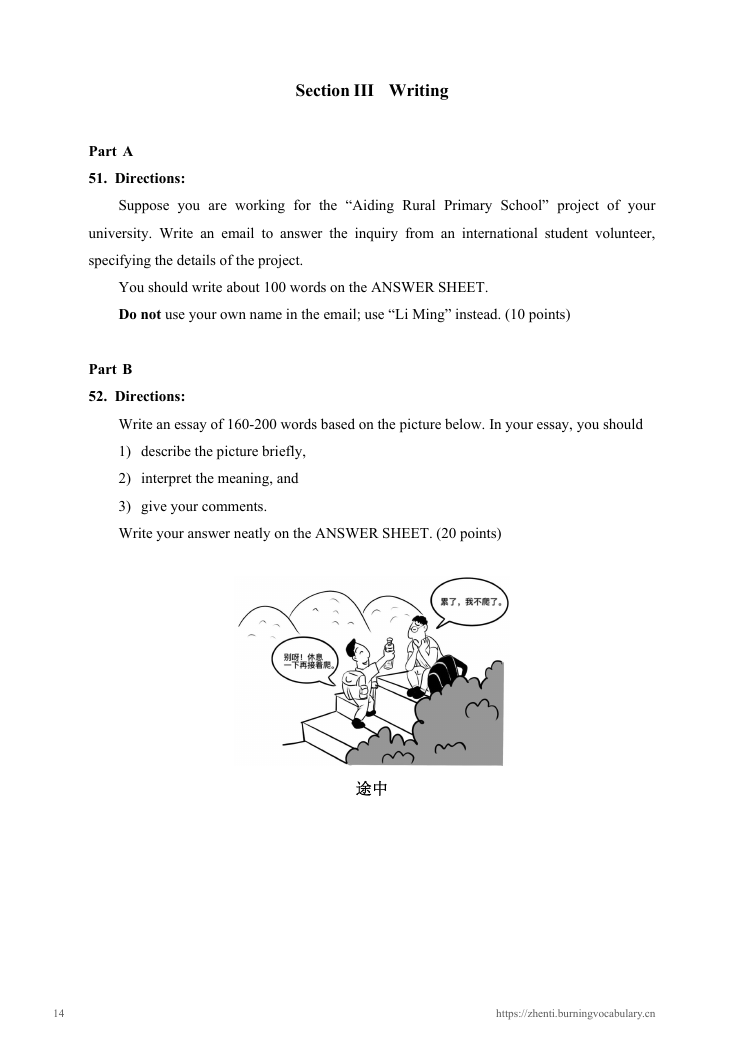 Section III Writing
Part A
51. Directions:
Suppose you are working for the “Aiding Rural Primary School” project of your
university. Write an email to answer the inquiry from an international student volunteer,
specifying the details of the project.
You should write about 100 words on the ANSWER SHEET.
Do not use your own name in the email; use “Li Ming” instead. (10 points)
Part B
52. Directions:
Write an essay of 160-200 words based on the picture below. In your essay, you should
1) describe the picture briefly,
2) interpret the meaning, and
3) give your comments.
Write your answer neatly on the ANSWER SHEET. (20 points)
累了，我不爬了。
别呀！休息
一下再接着爬。
途中
14
https://zhenti.burningvocabulary.cn